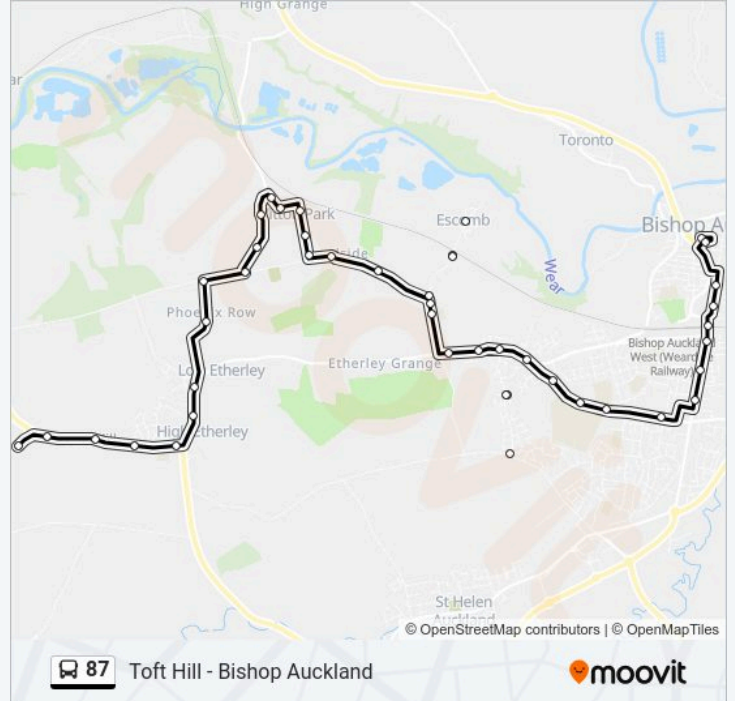 High Grange
ar
Toronto
Escomb
Bishop A
Wear
Phoenix Row
Bishop Auckland
West (Weardale
Railway)
Etherley Grange
Low Etherley
High Etherley
St Helen
Auckland
© OpenStreetMap contributors | © OpenMapTiles
87 Toft Hill - Bishop Auckland
moovit